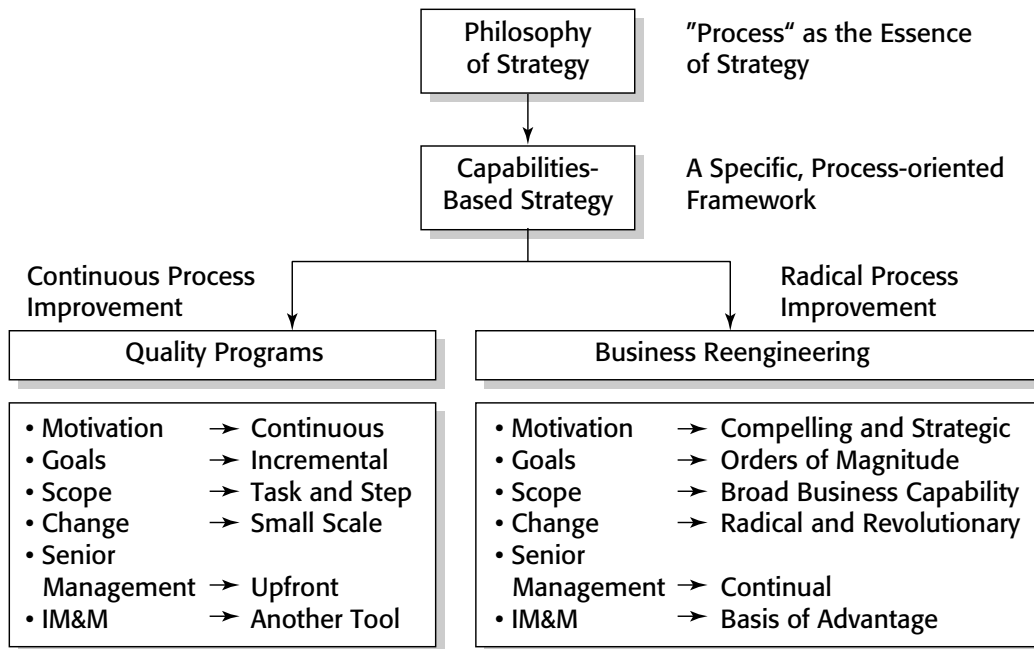 Philosophy
of Strategy
”Process“ as the Essence
of Strategy
Capabilities-
Based Strategy
A Specific, Process-oriented
Framework
Continuous Process
Improvement
Radical Process
Improvement
Quality Programs
Business Reengineering
• Motivation → Continuous
• Goals → Incremental
• Scope → Task and Step
• Change → Small Scale
• Senior
Management → Upfront
• IM&M → Another Tool
• Motivation → Compelling and Strategic
• Goals → Orders of Magnitude
• Scope → Broad Business Capability
• Change → Radical and Revolutionary
• Senior
Management → Continual
• IM&M → Basis of Advantage